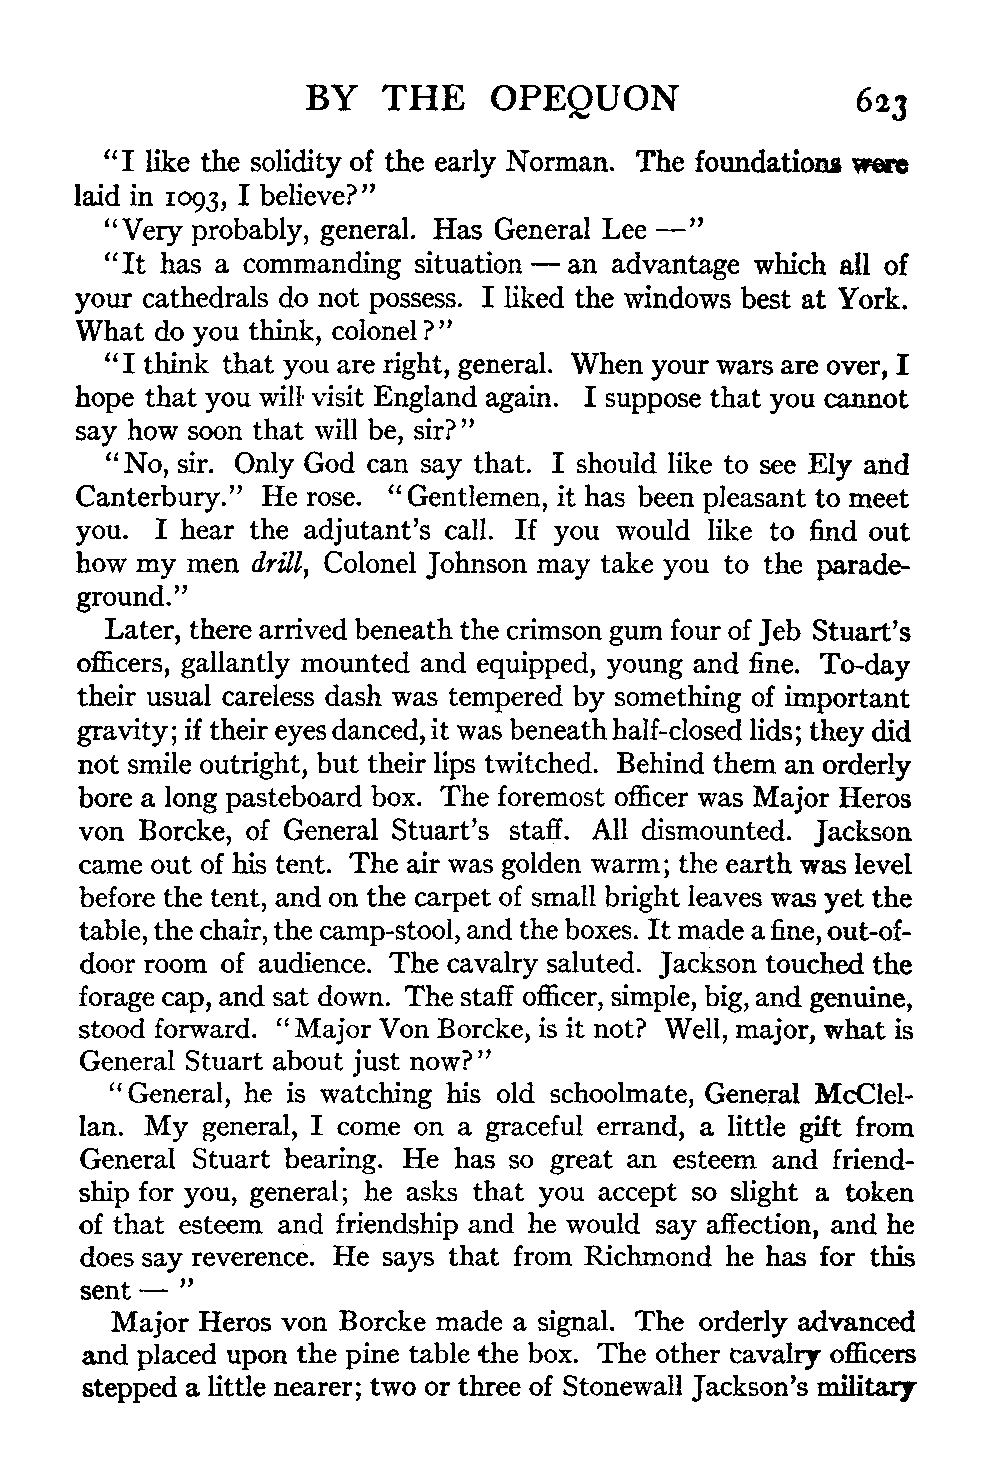 BY THE OPEQUON 623
"I like the solidity of the early Norman. The foundations were
laid in 1093, I believe?"
"Very probably, general. Has General Lee —"
"It has a commanding situation — an advantage which all of
your cathedrals do not possess. I liked the windows best at York.
What do you think, colonel?"
"I think that you are right, general. When your wars are over, I
hope that you will visit England again. I suppose that you cannot
say how soon that will be, sir?"
"No, sir. Only God can say that. I should like to see Ely and
Canterbury." He rose. "Gentlemen, it has been pleasant to meet
you. I hear the adjutant's call. If you would like to find out
how my men drill, Colonel Johnson may take you to the parade-
ground."
Later, there arrived beneath the crimson gum four of Jeb Stuart's
officers, gallantly mounted and equipped, young and fine. To-day
their usual careless dash was tempered by something of important
gravity; if their eyes danced, it was beneath half-closed lids; they did
not smile outright, but their lips twitched. Behind them an orderly
bore a long pasteboard box. The foremost officer was Major Heros
von Borcke, of General Stuart's staff. All dismounted. Jackson
came out of his tent. The air was golden warm; the earth was level
before the tent, and on the carpet of small bright leaves was yet the
table, the chair, the camp-stool, and the boxes. It made a fine, out-of-
door room of audience. The cavalry saluted. Jackson touched the
forage cap, and sat down. The staff officer, simple, big, and genuine,
stood forward. "Major Von Borcke, is it not? Well, major, what is
General Stuart about just now?"
"General, he is watching his old schoolmate, General McClel-
lan. My general, I come on a graceful errand, a little gift from
General Stuart bearing. He has so great an esteem and friend-
ship for you, general; he asks that you accept so slight a token
of that esteem and friendship and he would say affection, and he
does say reverence. He says that from Richmond he has for this
sent — "
Major Heros von Borcke made a signal. The orderly advanced
and placed upon the pine table the box. The other cavalry officers
stepped a little nearer; two or three of Stonewall Jackson's military